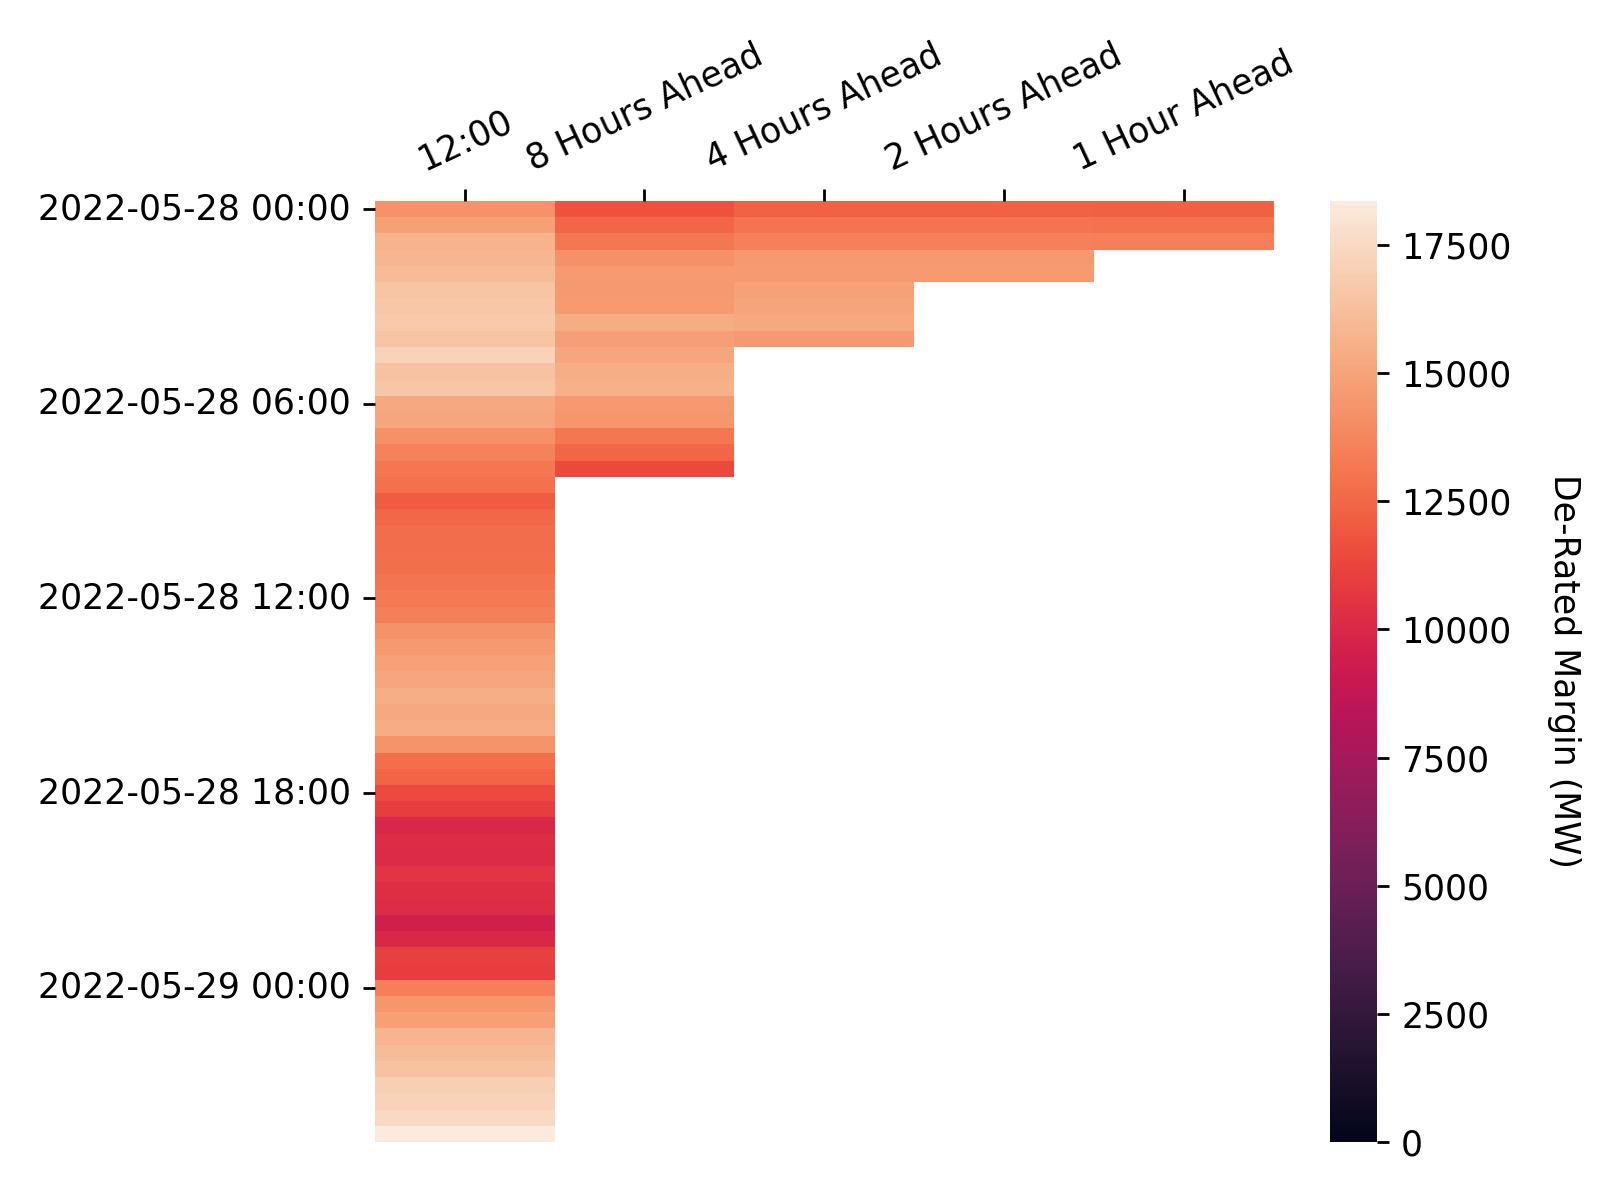 12:00
8 Hours Ahead
4 Hours Ahead
2 Hours Ahead
1 Hour Ahead
2022-05-28 00:00
2022-05-28 06:00
2022-05-28 12:00
2022-05-28 18:00
2022-05-29 00:00
17500
15000
12500
10000
7500
5000
2500
0
De-Rated Margin (MW)